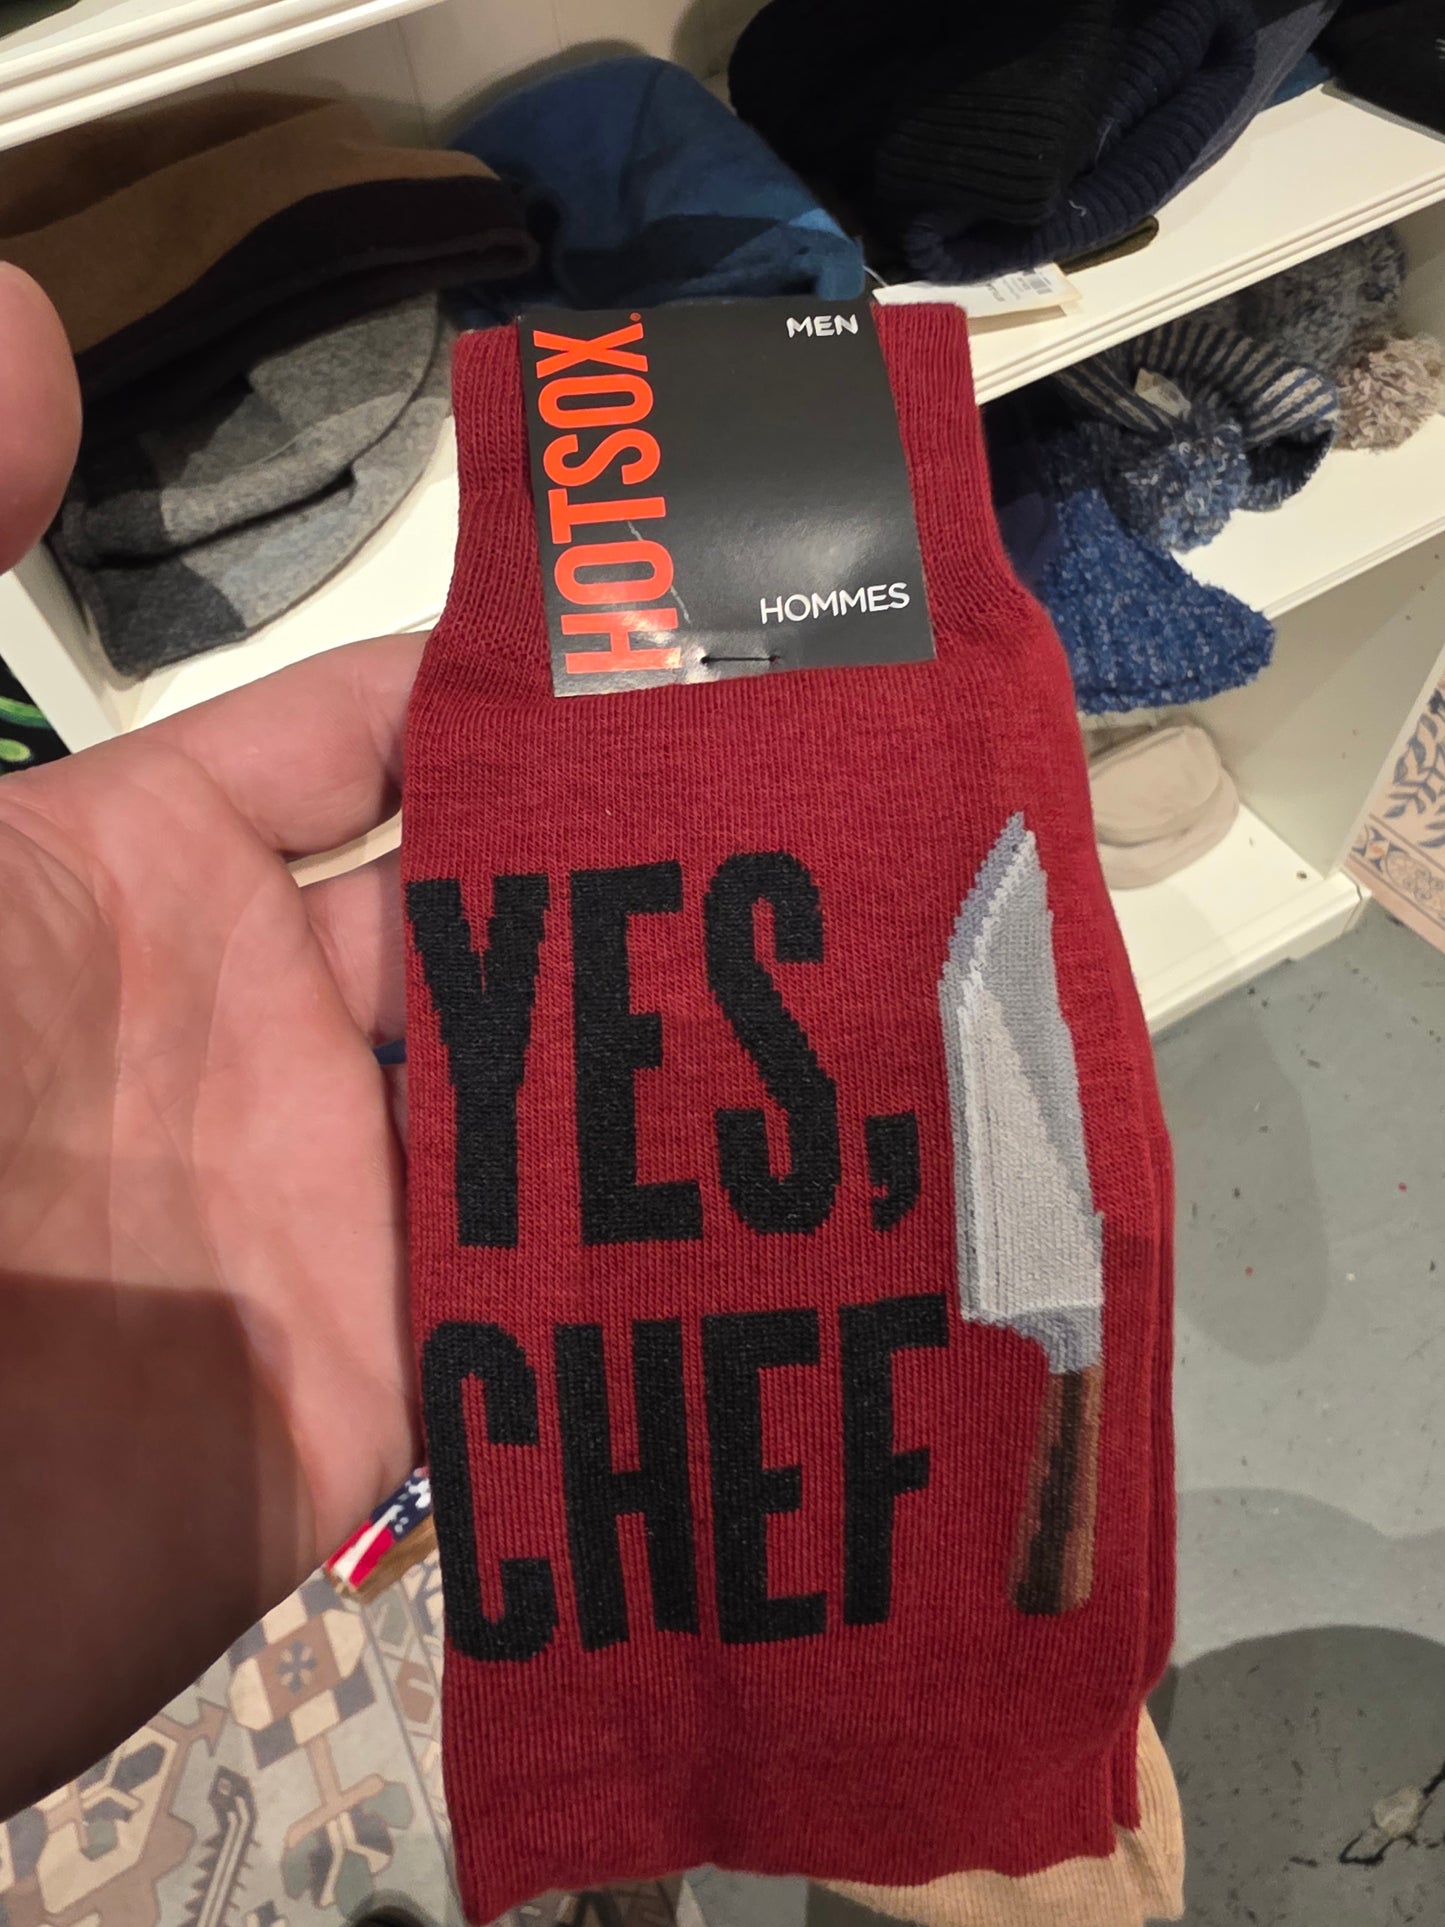 HOTSOX
MEN
HOMMES
YES,
CHEF